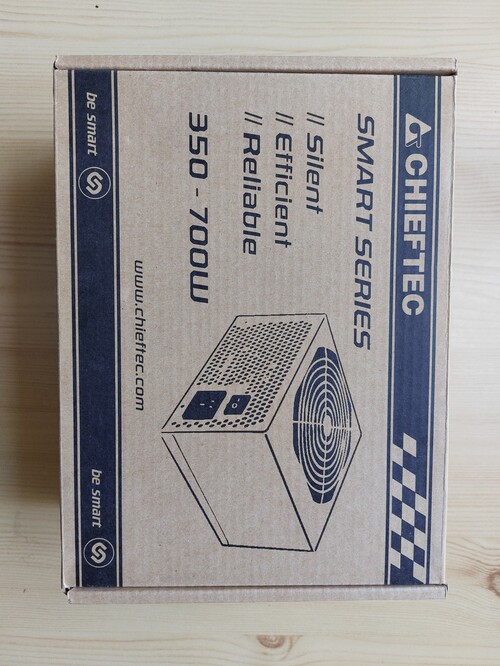 CHIEFTEC
SMART SERIES
// Silent
// Efficient
// Reliable
350 - 700W
www.chieftec.com
be smart
be smart